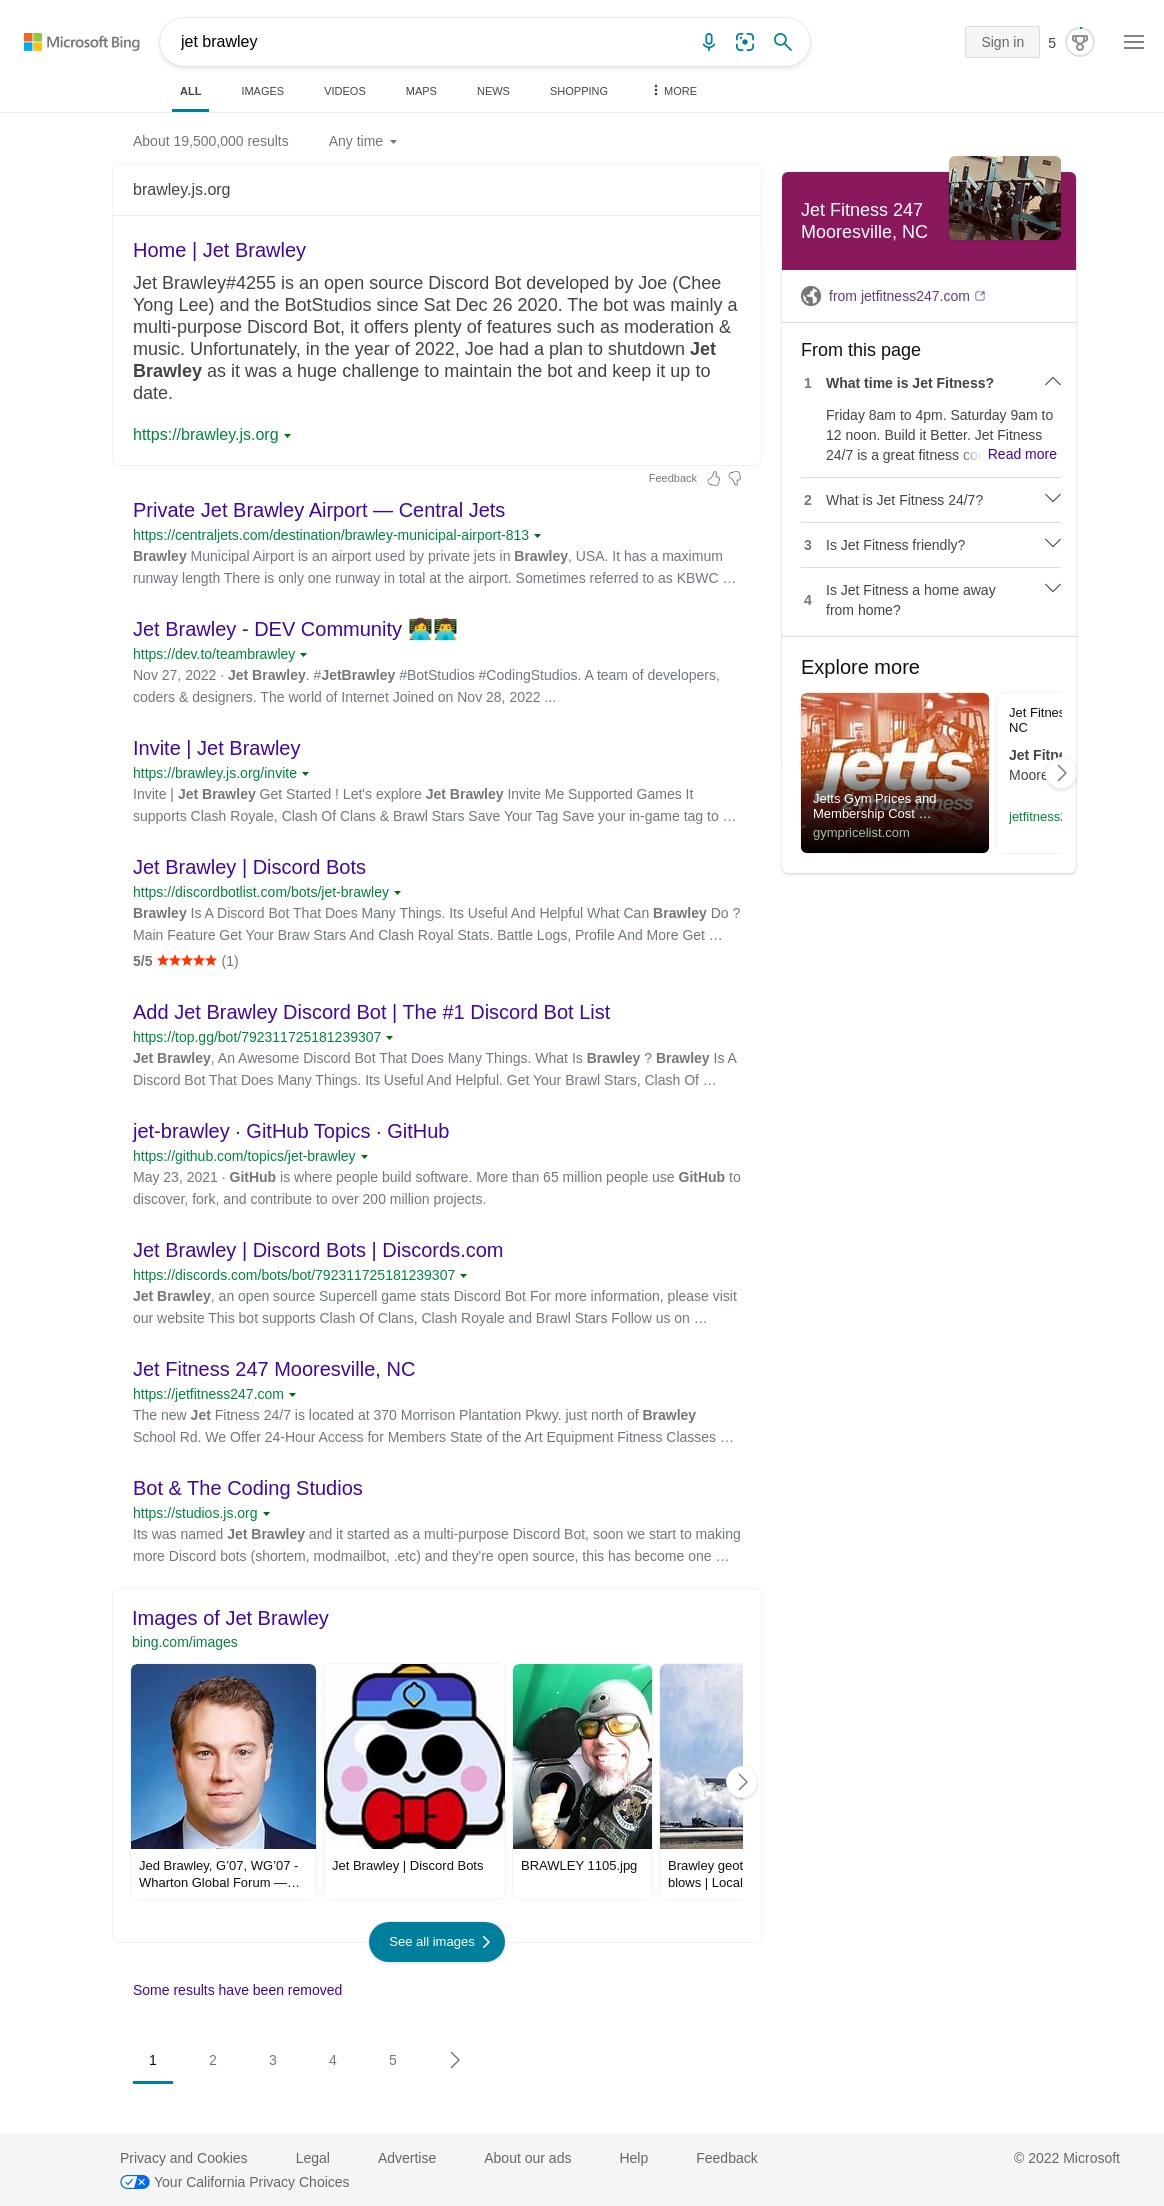 Microsoft Bing
jet brawley
Sign in
5
ALL
IMAGES
VIDEOS
MAPS
NEWS
SHOPPING
MORE
About 19,500,000 results
Any time
brawley.js.org
Home | Jet Brawley
Jet Brawley#4255 is an open source Discord Bot developed by Joe (Chee
Yong Lee) and the BotStudios since Sat Dec 26 2020. The bot was mainly a
multi-purpose Discord Bot, it offers plenty of features such as moderation &
music. Unfortunately, in the year of 2022, Joe had a plan to shutdown Jet
Brawley as it was a huge challenge to maintain the bot and keep it up to
date.
https://brawley.js.org
Feedback
Private Jet Brawley Airport — Central Jets
https://centraljets.com/destination/brawley-municipal-airport-813
Brawley Municipal Airport is an airport used by private jets in Brawley, USA. It has a maximum
runway length There is only one runway in total at the airport. Sometimes referred to as KBWC …
Jet Brawley - DEV Community 👩‍💻👨‍💻
https://dev.to/teambrawley
Nov 27, 2022 · Jet Brawley. #JetBrawley #BotStudios #CodingStudios. A team of developers,
coders & designers. The world of Internet Joined on Nov 28, 2022 ...
Invite | Jet Brawley
https://brawley.js.org/invite
Invite | Jet Brawley Get Started ! Let's explore Jet Brawley Invite Me Supported Games It
supports Clash Royale, Clash Of Clans & Brawl Stars Save Your Tag Save your in-game tag to …
Jet Brawley | Discord Bots
https://discordbotlist.com/bots/jet-brawley
Brawley Is A Discord Bot That Does Many Things. Its Useful And Helpful What Can Brawley Do ?
Main Feature Get Your Braw Stars And Clash Royal Stats. Battle Logs, Profile And More Get …
5/5 ★★★★★ (1)
Add Jet Brawley Discord Bot | The #1 Discord Bot List
https://top.gg/bot/792311725181239307
Jet Brawley, An Awesome Discord Bot That Does Many Things. What Is Brawley ? Brawley Is A
Discord Bot That Does Many Things. Its Useful And Helpful. Get Your Brawl Stars, Clash Of …
jet-brawley · GitHub Topics · GitHub
https://github.com/topics/jet-brawley
May 23, 2021 · GitHub is where people build software. More than 65 million people use GitHub to
discover, fork, and contribute to over 200 million projects.
Jet Brawley | Discord Bots | Discords.com
https://discords.com/bots/bot/792311725181239307
Jet Brawley, an open source Supercell game stats Discord Bot For more information, please visit
our website This bot supports Clash Of Clans, Clash Royale and Brawl Stars Follow us on …
Jet Fitness 247 Mooresville, NC
https://jetfitness247.com
The new Jet Fitness 24/7 is located at 370 Morrison Plantation Pkwy. just north of Brawley
School Rd. We Offer 24-Hour Access for Members State of the Art Equipment Fitness Classes …
Bot & The Coding Studios
https://studios.js.org
Its was named Jet Brawley and it started as a multi-purpose Discord Bot, soon we start to making
more Discord bots (shortem, modmailbot, .etc) and they're open source, this has become one …
Images of Jet Brawley
bing.com/images
Jed Brawley, G'07, WG'07 -
Wharton Global Forum —…
Jet Brawley | Discord Bots
BRAWLEY 1105.jpg
Brawley geot
blows | Local
See all images
Some results have been removed
1
2
3
4
5
Jet Fitness 247
Mooresville, NC
from jetfitness247.com
From this page
1 What time is Jet Fitness?
Friday 8am to 4pm. Saturday 9am to
12 noon. Build it Better. Jet Fitness
24/7 is a great fitness co Read more
2 What is Jet Fitness 24/7?
3 Is Jet Fitness friendly?
4 Is Jet Fitness a home away
from home?
Explore more
jetts
24 hour fitness
Jetts Gym Prices and
Membership Cost …
gympricelist.com
Jet Fitnes
NC
Jet Fitne
Moore
jetfitness2
Privacy and Cookies
Legal
Advertise
About our ads
Help
Feedback
© 2022 Microsoft
Your California Privacy Choices